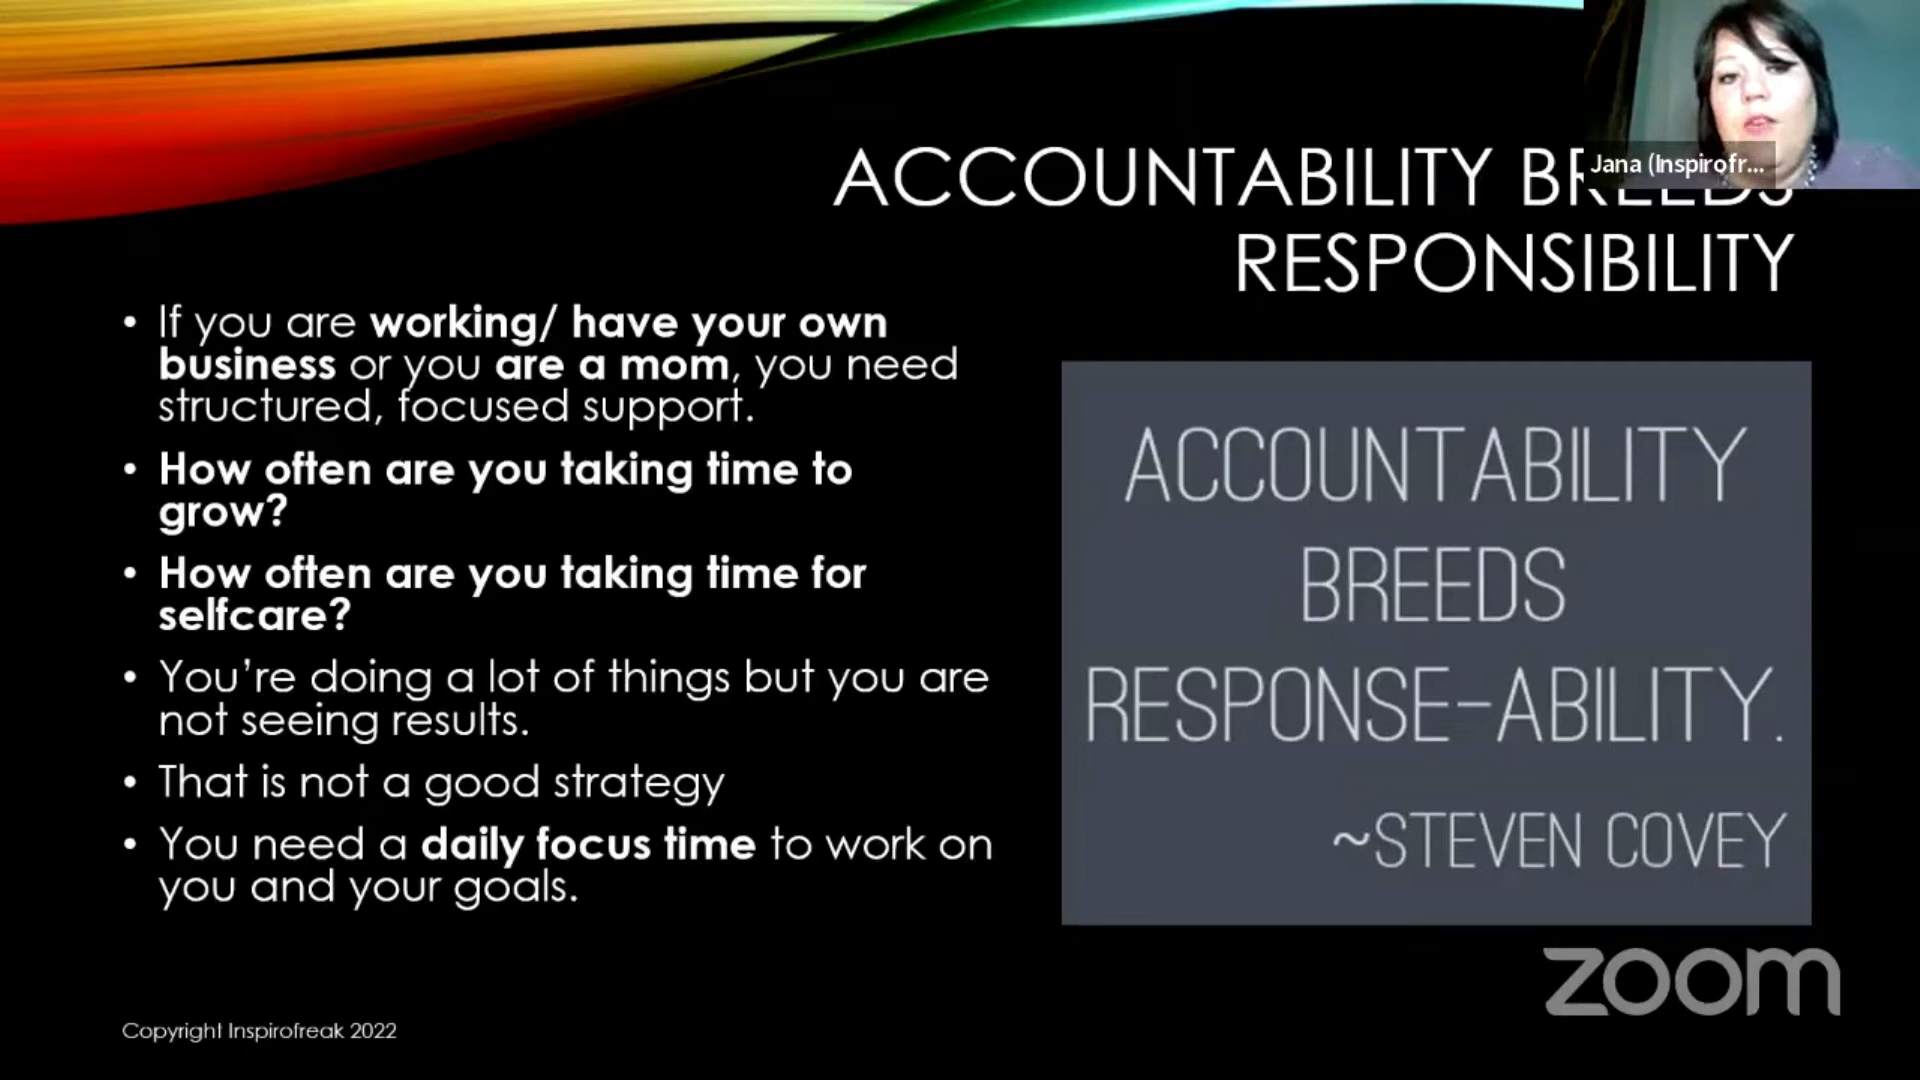 Jana (Inspirofr...
ACCOUNTABILITY BREEDS
RESPONSIBILITY
• If you are working/ have your own
business or you are a mom, you need
structured, focused support.
• How often are you taking time to
grow?
• How often are you taking time for
selfcare?
• You're doing a lot of things but you are
not seeing results.
• That is not a good strategy
• You need a daily focus time to work on
you and your goals.
ACCOUNTABILITY
BREEDS
RESPONSE-ABILITY.
~STEVEN COVEY
zoom
Copyright Inspirofreak 2022